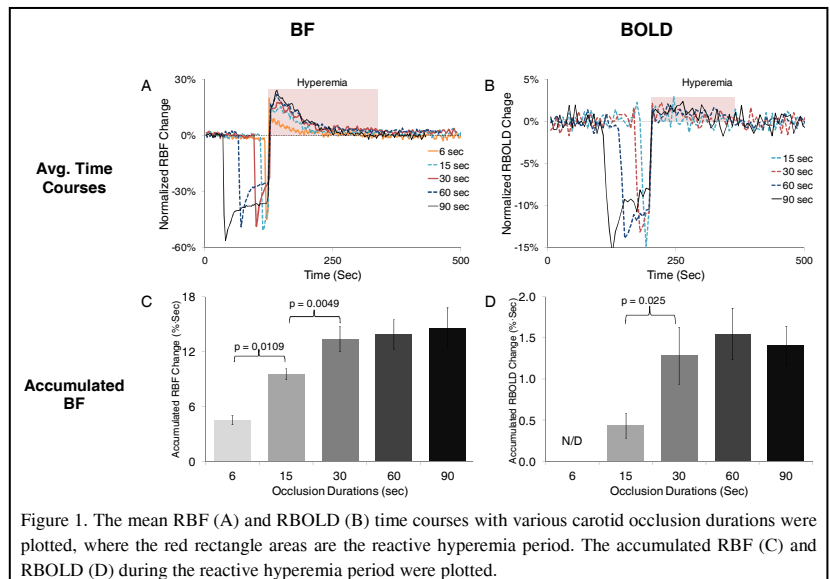 BF
BOLD
Avg. Time
Courses
A
Normalized RBF Change
30%
0%
-30%
-60%
Hyperemia
6 sec
15 sec
30 sec
60 sec
90 sec
0
250
500
Time (Sec)
B
Normalized RBOLD Chage
5%
0%
-5%
-10%
-15%
Hyperemia
15 sec
30 sec
60 sec
90 sec
0
250
500
Time (Sec)
Accumulated
BF
C
Accumulated RBF Change (%·Sec)
18
12
6
0
p = 0.0109
p = 0.0049
6 15 30 60 90
Occlusion Durations (sec)
D
Accumulated RBOLD Change (%·Sec)
2.0
1.5
1.0
0.5
0.0
p = 0.025
N/D
6 15 30 60 90
Occlusion Durations (sec)
Figure 1. The mean RBF (A) and RBOLD (B) time courses with various carotid occlusion durations were
plotted, where the red rectangle areas are the reactive hyperemia period. The accumulated RBF (C) and
RBOLD (D) during the reactive hyperemia period were plotted.